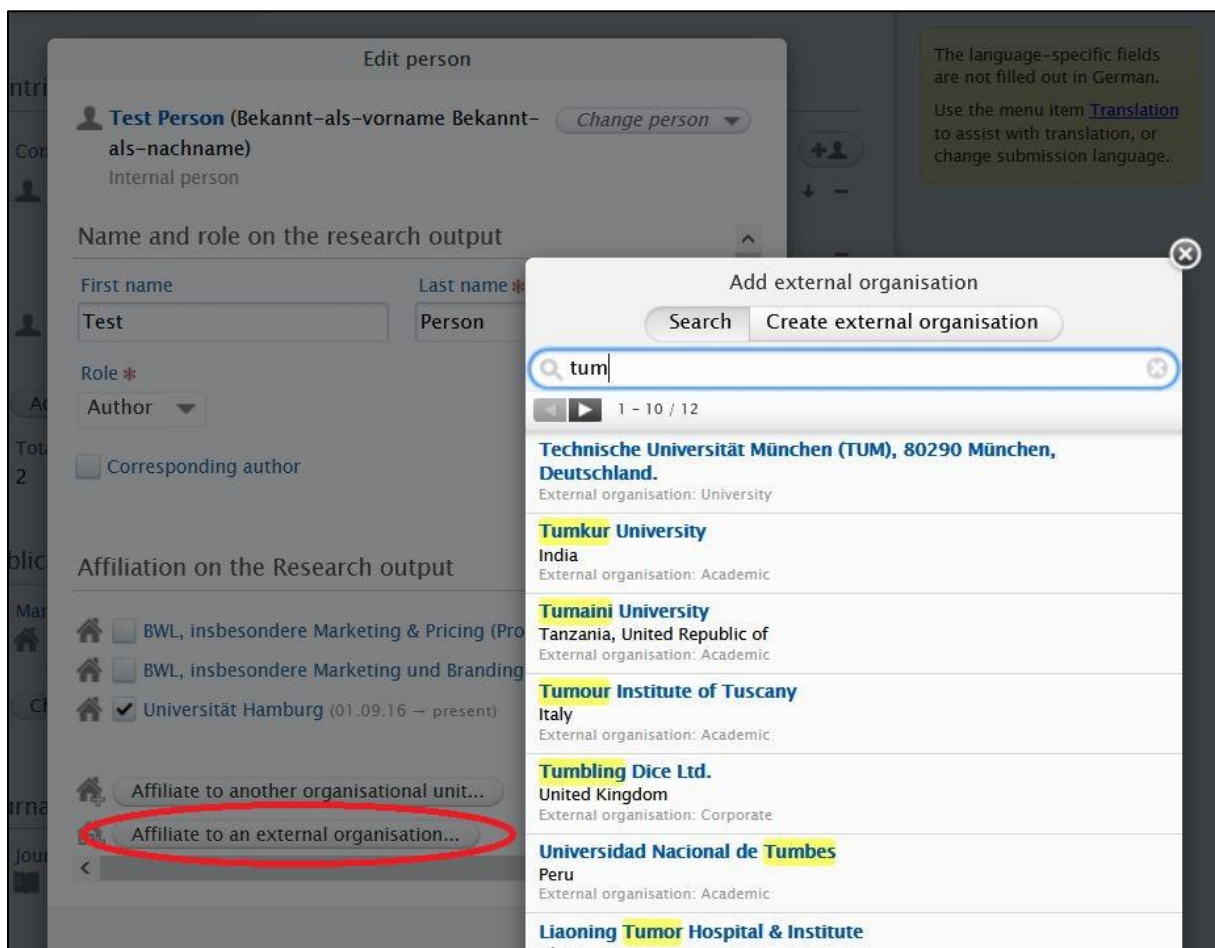 Edit person
The language-specific fields
are not filled out in German.
Use the menu item Translation
to assist with translation, or
change submission language.
ntri
Test Person (Bekannt-als-vorname Bekannt-
als-nachname)
Change person
Internal person
Con
Name and role on the research output
First name
Last name *
Test
Person
Role *
Author
Corresponding author
Tota
2
Affiliation on the Research output
blic
BWL, insbesondere Marketing & Pricing (Pro
BWL, insbesondere Marketing und Branding
Universität Hamburg (01.09.16 – present)
Affiliate to another organisational unit...
Affiliate to an external organisation...
urna
Jour
Add external organisation
Search
Create external organisation
tum
1 – 10 / 12
Technische Universität München (TUM), 80290 München,
Deutschland.
External organisation: University
Tumkur University
India
External organisation: Academic
Tumaini University
Tanzania, United Republic of
External organisation: Academic
Tumour Institute of Tuscany
Italy
External organisation: Academic
Tumbling Dice Ltd.
United Kingdom
External organisation: Corporate
Universidad Nacional de Tumbes
Peru
External organisation: Academic
Liaoning Tumor Hospital & Institute